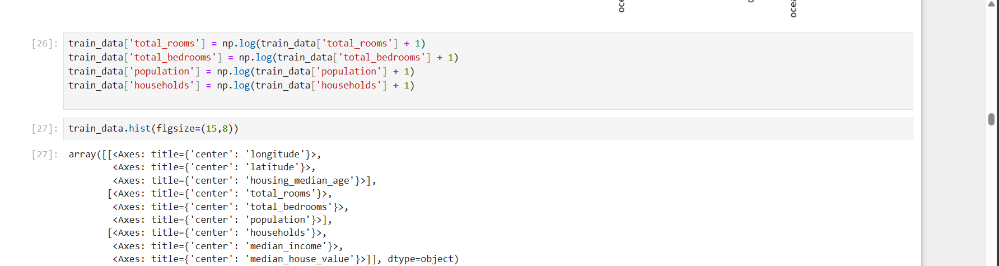 [26]: train_data['total_rooms'] = np.log(train_data['total_rooms'] + 1)
train_data['total_bedrooms'] = np.log(train_data['total_bedrooms'] + 1)
train_data['population'] = np.log(train_data['population'] + 1)
train_data['households'] = np.log(train_data['households'] + 1)
[27]: train_data.hist(figsize=(15,8))
[27]: array([[<Axes: title={'center': 'longitude'}>,
<Axes: title={'center': 'latitude'}>,
<Axes: title={'center': 'housing_median_age'}>],
[<Axes: title={'center': 'total_rooms'}>,
<Axes: title={'center': 'total_bedrooms'}>,
<Axes: title={'center': 'population'}>],
[<Axes: title={'center': 'households'}>,
<Axes: title={'center': 'median_income'}>,
<Axes: title={'center': 'median_house_value'}>]], dtype=object)